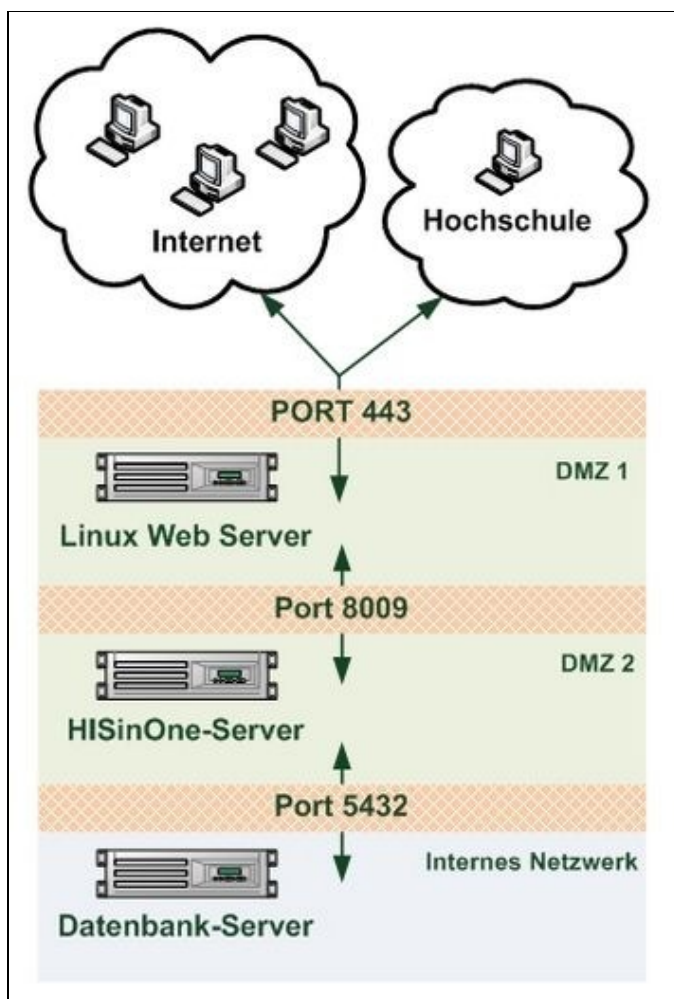 Internet
Hochschule
PORT 443
DMZ 1
Linux Web Server
Port 8009
DMZ 2
HISinOne-Server
Port 5432
Internes Netzwerk
Datenbank-Server